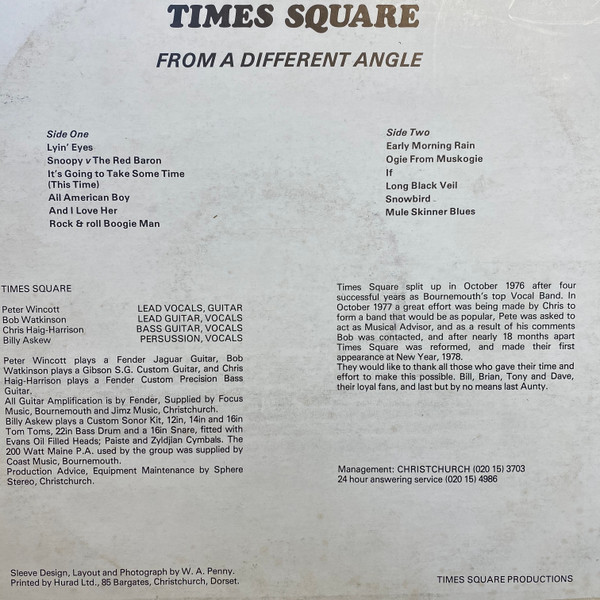 TIMES SQUARE
FROM A DIFFERENT ANGLE
Side One
Lyin' Eyes
Snoopy v The Red Baron
It's Going to Take Some Time
(This Time)
All American Boy
And I Love Her
Rock & roll Boogie Man
Side Two
Early Morning Rain
Ogie From Muskogie
If
Long Black Veil
Snowbird
Mule Skinner Blues
TIMES SQUARE
Peter Wincott LEAD VOCALS, GUITAR
Bob Watkinson LEAD GUITAR, VOCALS
Chris Haig-Harrison BASS GUITAR, VOCALS
Billy Askew PERSUSSION, VOCALS
Peter Wincott plays a Fender Jaguar Guitar, Bob
Watkinson plays a Gibson S.G. Custom Guitar, and Chris
Haig-Harrison plays a Fender Custom Precision Bass
Guitar.
All Guitar Amplification is by Fender, Supplied by Focus
Music, Bournemouth and Jimz Music, Christchurch.
Billy Askew plays a Custom Sonor Kit, 12in, 14in and 16in
Tom Toms, 22in Bass Drum and a 16in Snare, fitted with
Evans Oil Filled Heads; Paiste and Zyldjian Cymbals. The
200 Watt Maine P.A. used by the group was supplied by
Coast Music, Bournemouth.
Production Advice, Equipment Maintenance by Sphere
Stereo, Christchurch.
Times Square split up in October 1976 after four
successful years as Bournemouth's top Vocal Band. In
October 1977 a great effort was being made by Chris to
form a band that would be as popular, Pete was asked to
act as Musical Advisor, and as a result of his comments
Bob was contacted, and after nearly 18 months apart
Times Square was reformed, and made their first
appearance at New Year, 1978.
They would like to thank all those who gave their time and
effort to make this possible. Bill, Brian, Tony and Dave,
their loyal fans, and last but by no means last Aunty.
Management: CHRISTCHURCH (020 15) 3703
24 hour answering service (020 15) 4986
Sleeve Design, Layout and Photograph by W. A. Penny.
Printed by Hurad Ltd., 85 Bargates, Christchurch, Dorset.
TIMES SQUARE PRODUCTIONS